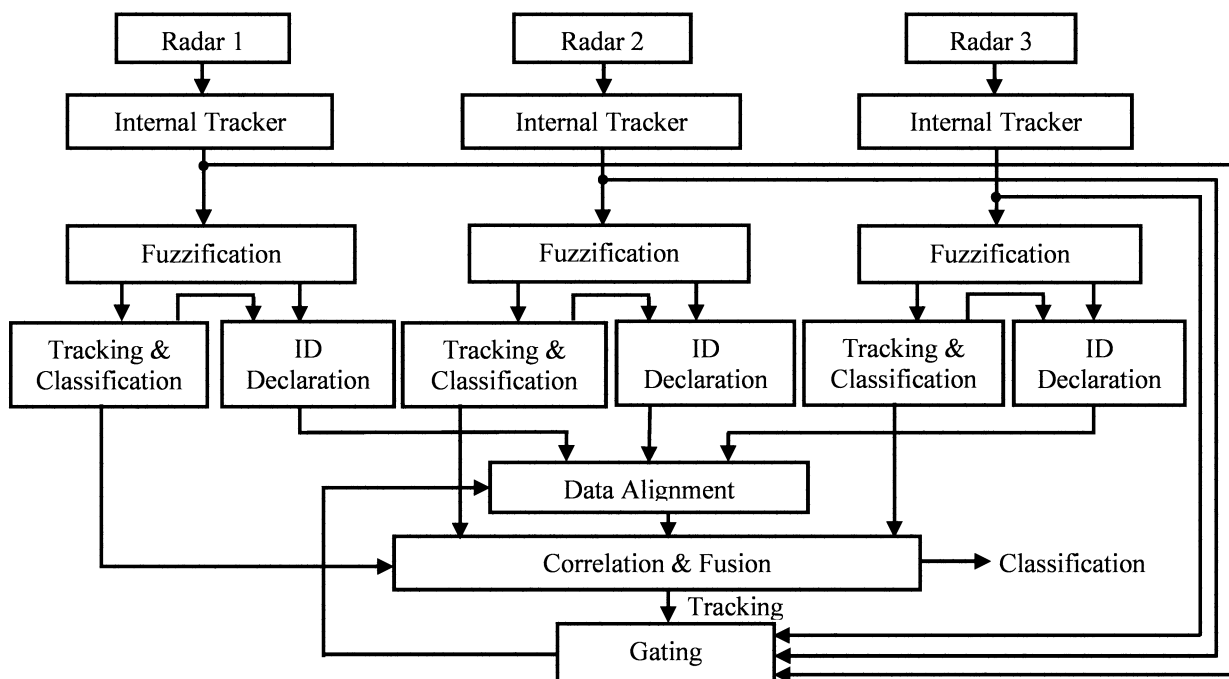 Radar 1
Radar 2
Radar 3
Internal Tracker
Internal Tracker
Internal Tracker
Fuzzification
Fuzzification
Fuzzification
Tracking &
Classification
ID
Declaration
Tracking &
Classification
ID
Declaration
Tracking &
Classification
ID
Declaration
Data Alignment
Correlation & Fusion
Classification
Tracking
Gating